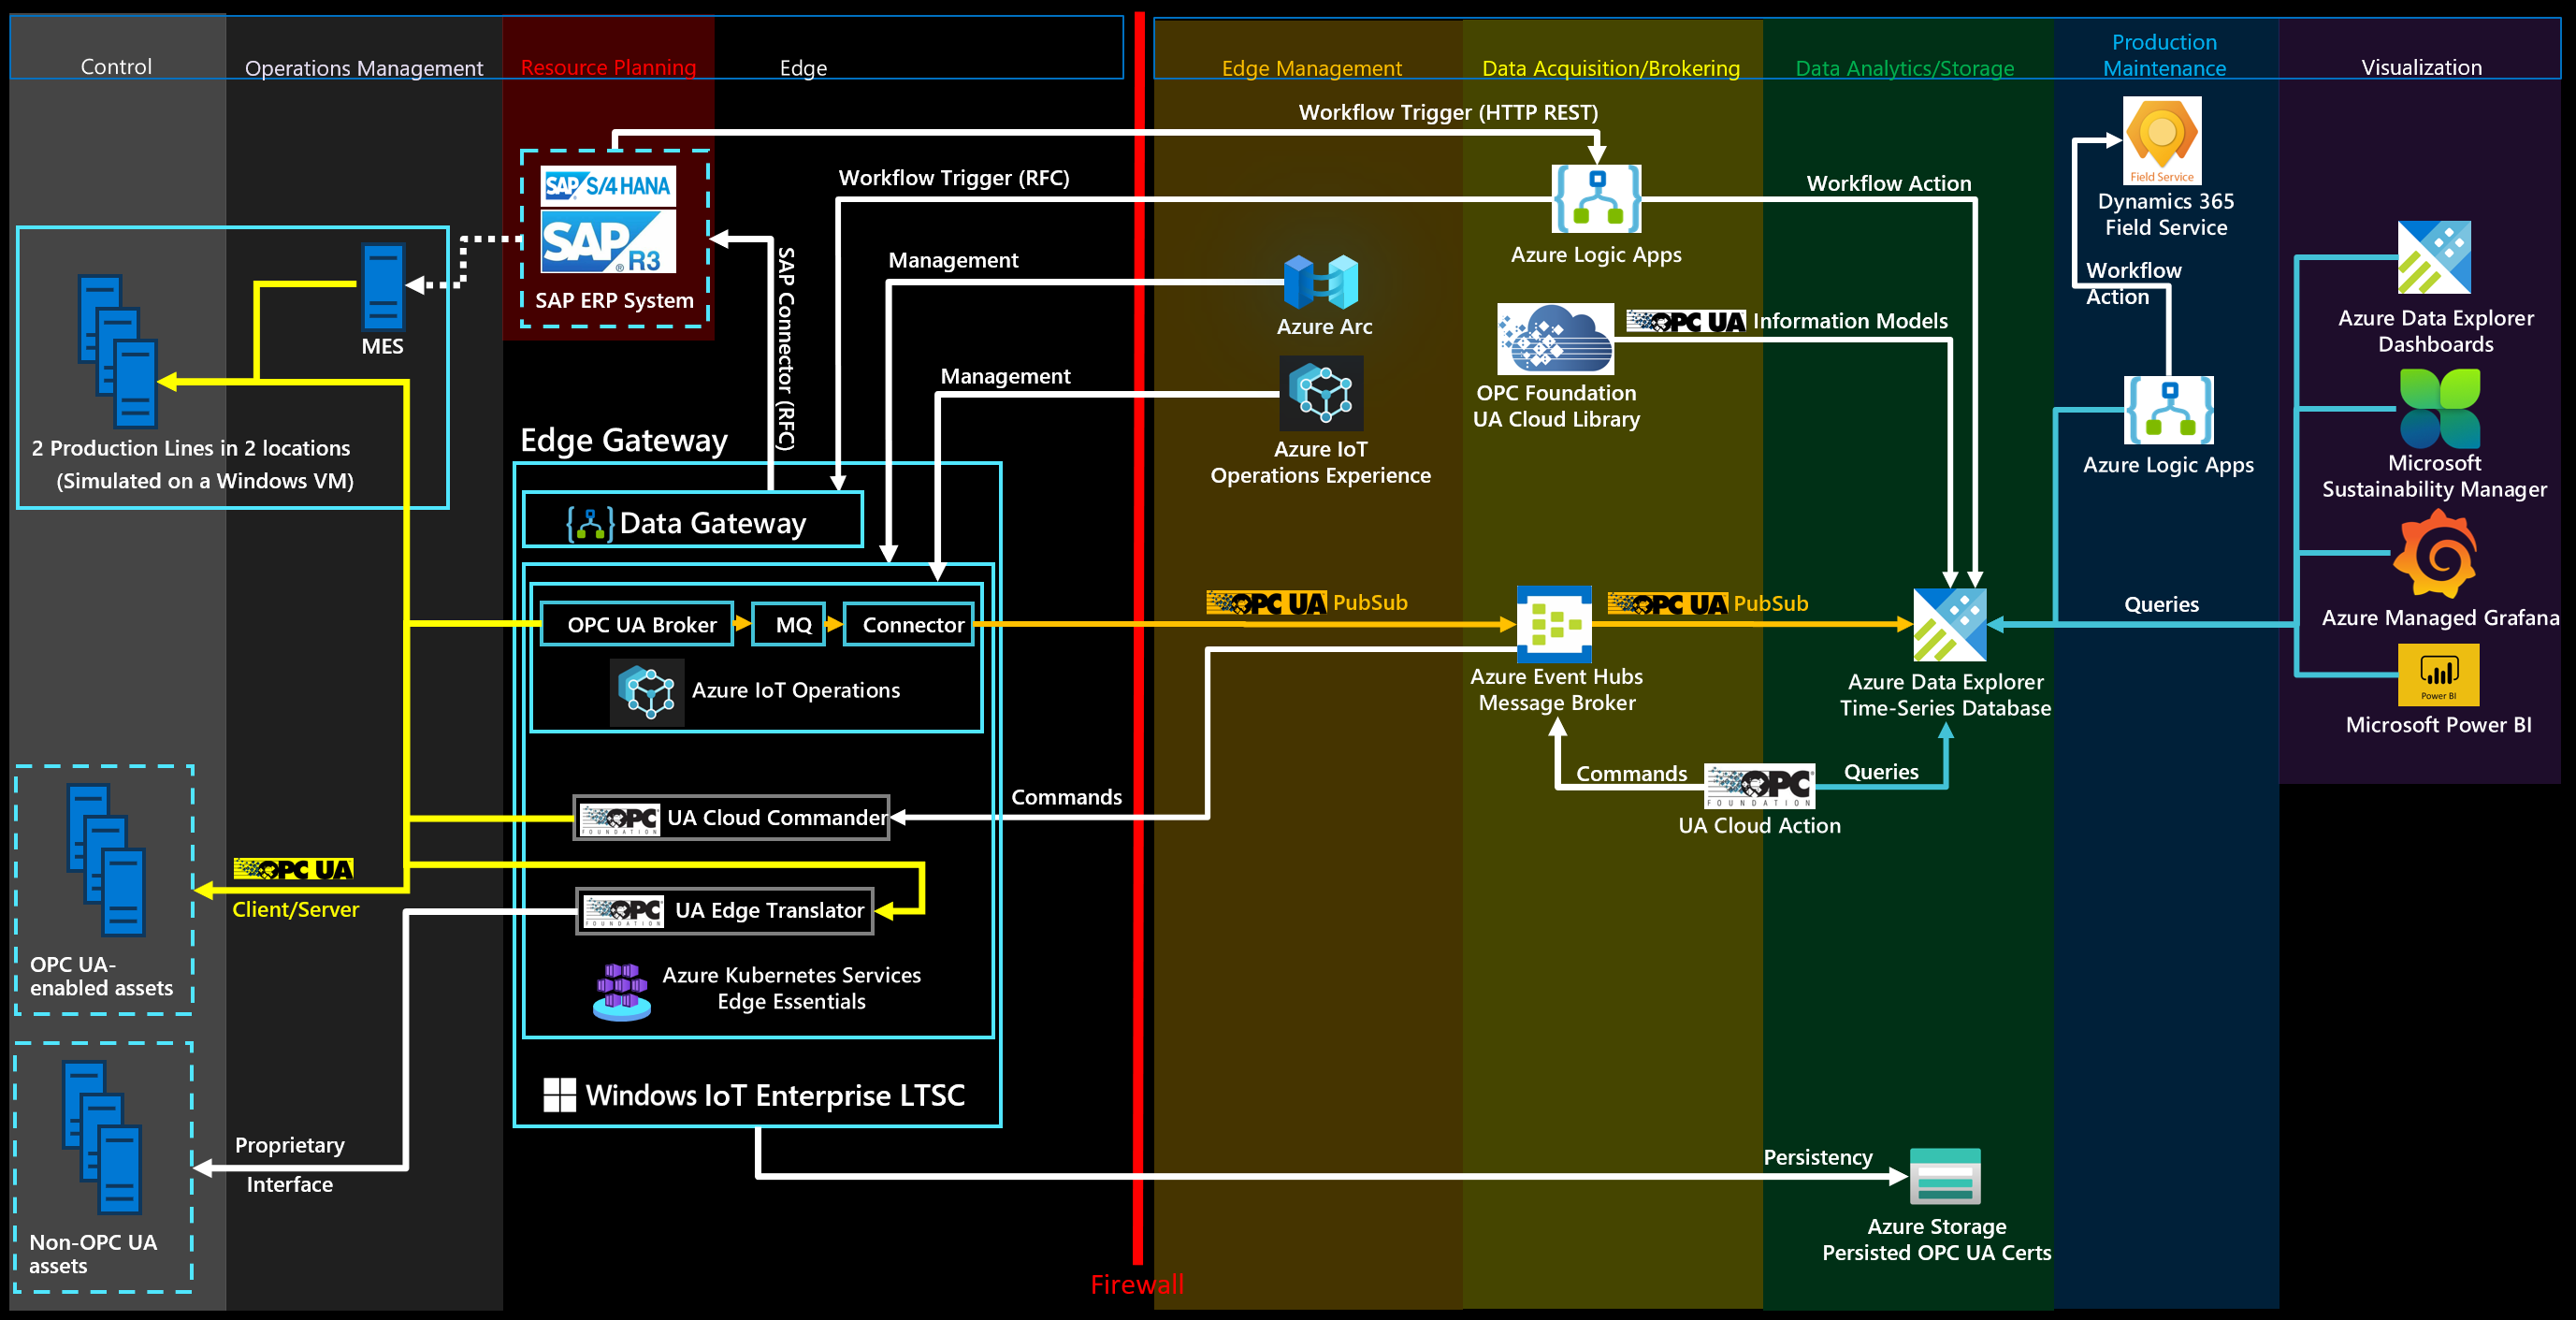 Control
Operations Management
Resource Planning
Edge
Edge Management
Data Acquisition/Brokering
Data Analytics/Storage
Production
Maintenance
Visualization
Workflow Trigger (HTTP REST)
SAP S/4HANA
SAP R3
®
SAP ERP System
Workflow Trigger (RFC)
Azure Logic Apps
Workflow Action
Field Service
Dynamics 365
Field Service
Workflow
Action
Azure Logic Apps
MES
2 Production Lines in 2 locations
(Simulated on a Windows VM)
SAP Connector (RFC)
Management
Azure Arc
Management
Azure IoT
Operations Experience
OPC UA Information Models
OPC Foundation
UA Cloud Library
Azure Data Explorer
Dashboards
Microsoft
Sustainability Manager
Azure Managed Grafana
Power BI
Microsoft Power BI
Edge Gateway
Data Gateway
OPC UA Broker
MQ
Connector
Azure IoT Operations
OPC UA PubSub
OPC UA PubSub
Azure Event Hubs
Message Broker
Azure Data Explorer
Time-Series Database
Queries
Commands
Commands
Queries
OPC
FOUNDATION
UA Cloud Action
OPC
FOUNDATION
UA Cloud Commander
OPC UA
Client/Server
OPC
FOUNDATION
UA Edge Translator
Azure Kubernetes Services
Edge Essentials
OPC UA-
enabled assets
Windows IoT Enterprise LTSC
Proprietary
Interface
Non-OPC UA
assets
Persistency
Azure Storage
Persisted OPC UA Certs
Firewall